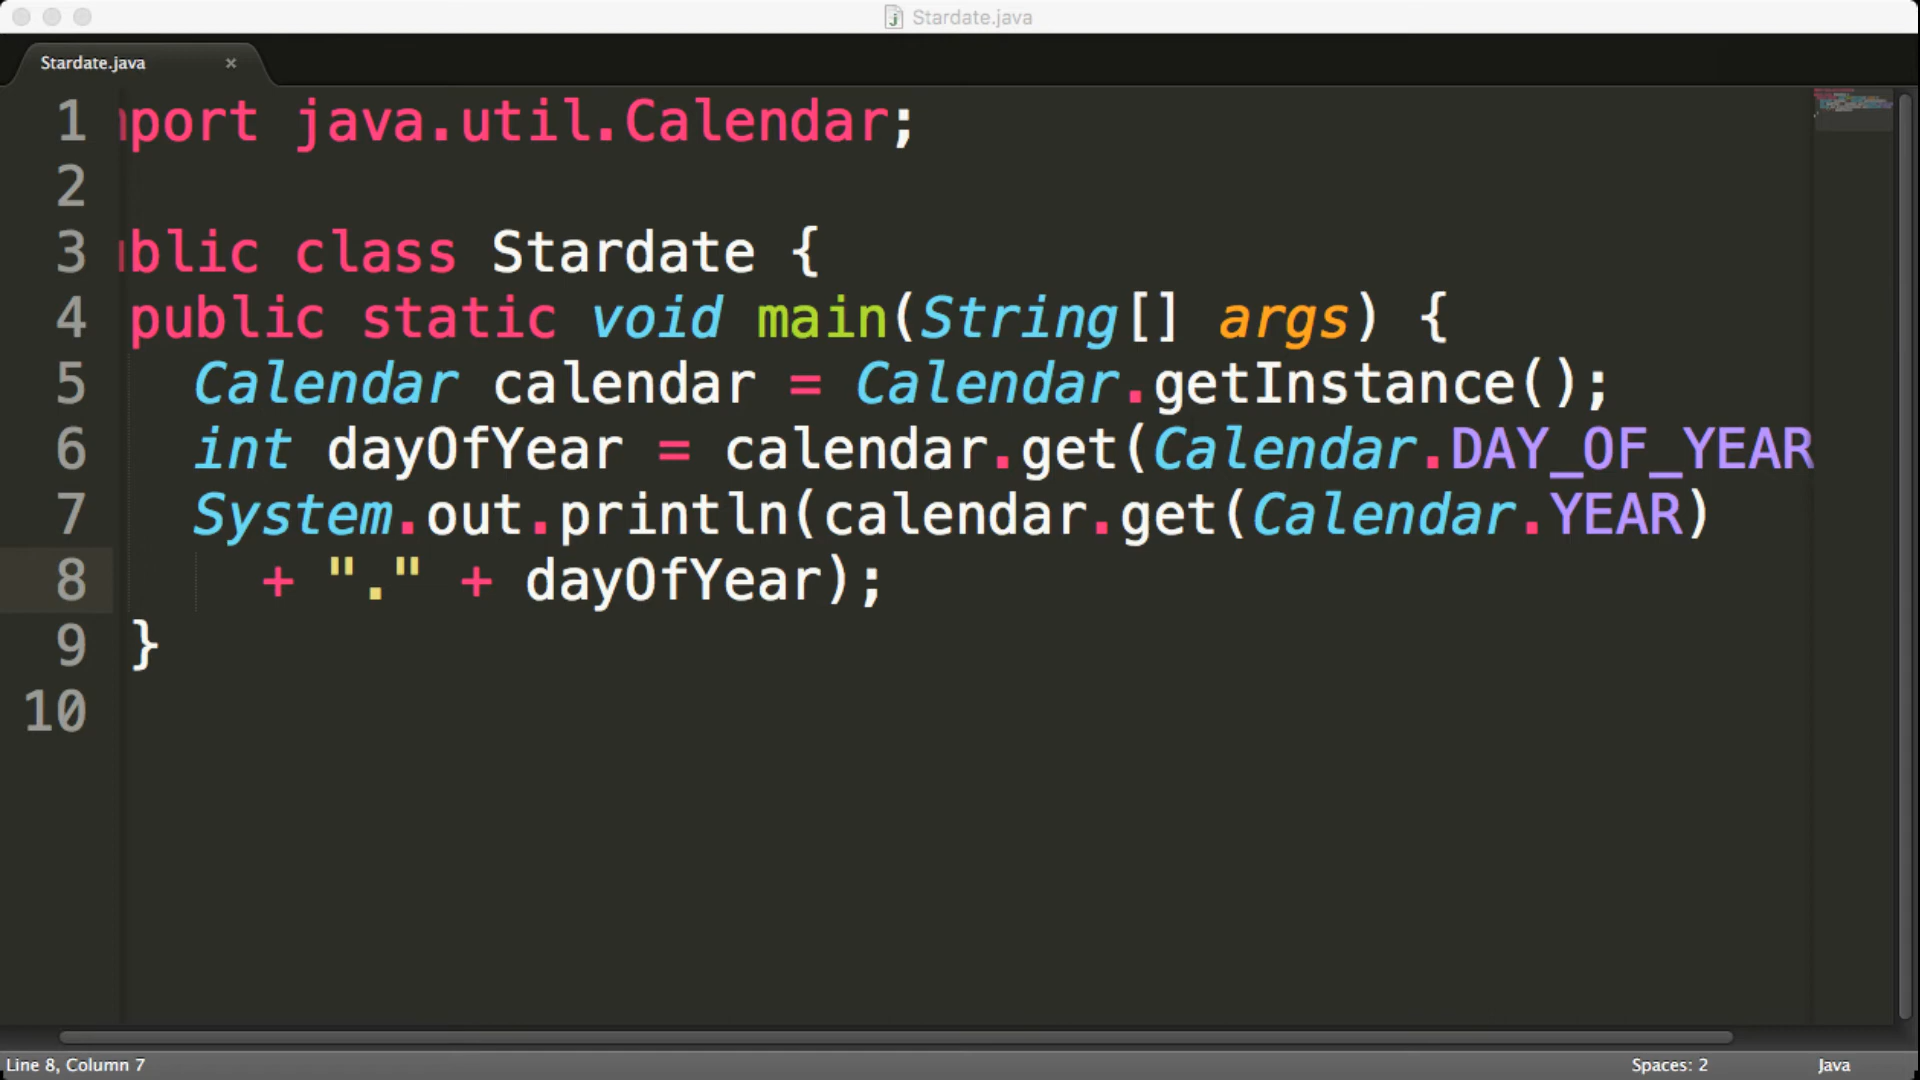 Stardate.java
Stardate.java ×
1 mport java.util.Calendar;
2
3 ublic class Stardate {
4 public static void main(String[] args) {
5 Calendar calendar = Calendar.getInstance();
6 int dayOfYear = calendar.get(Calendar.DAY_OF_YEAR
7 System.out.println(calendar.get(Calendar.YEAR)
8 + "." + dayOfYear);
9 }
10
Line 8, Column 7 Spaces: 2 Java